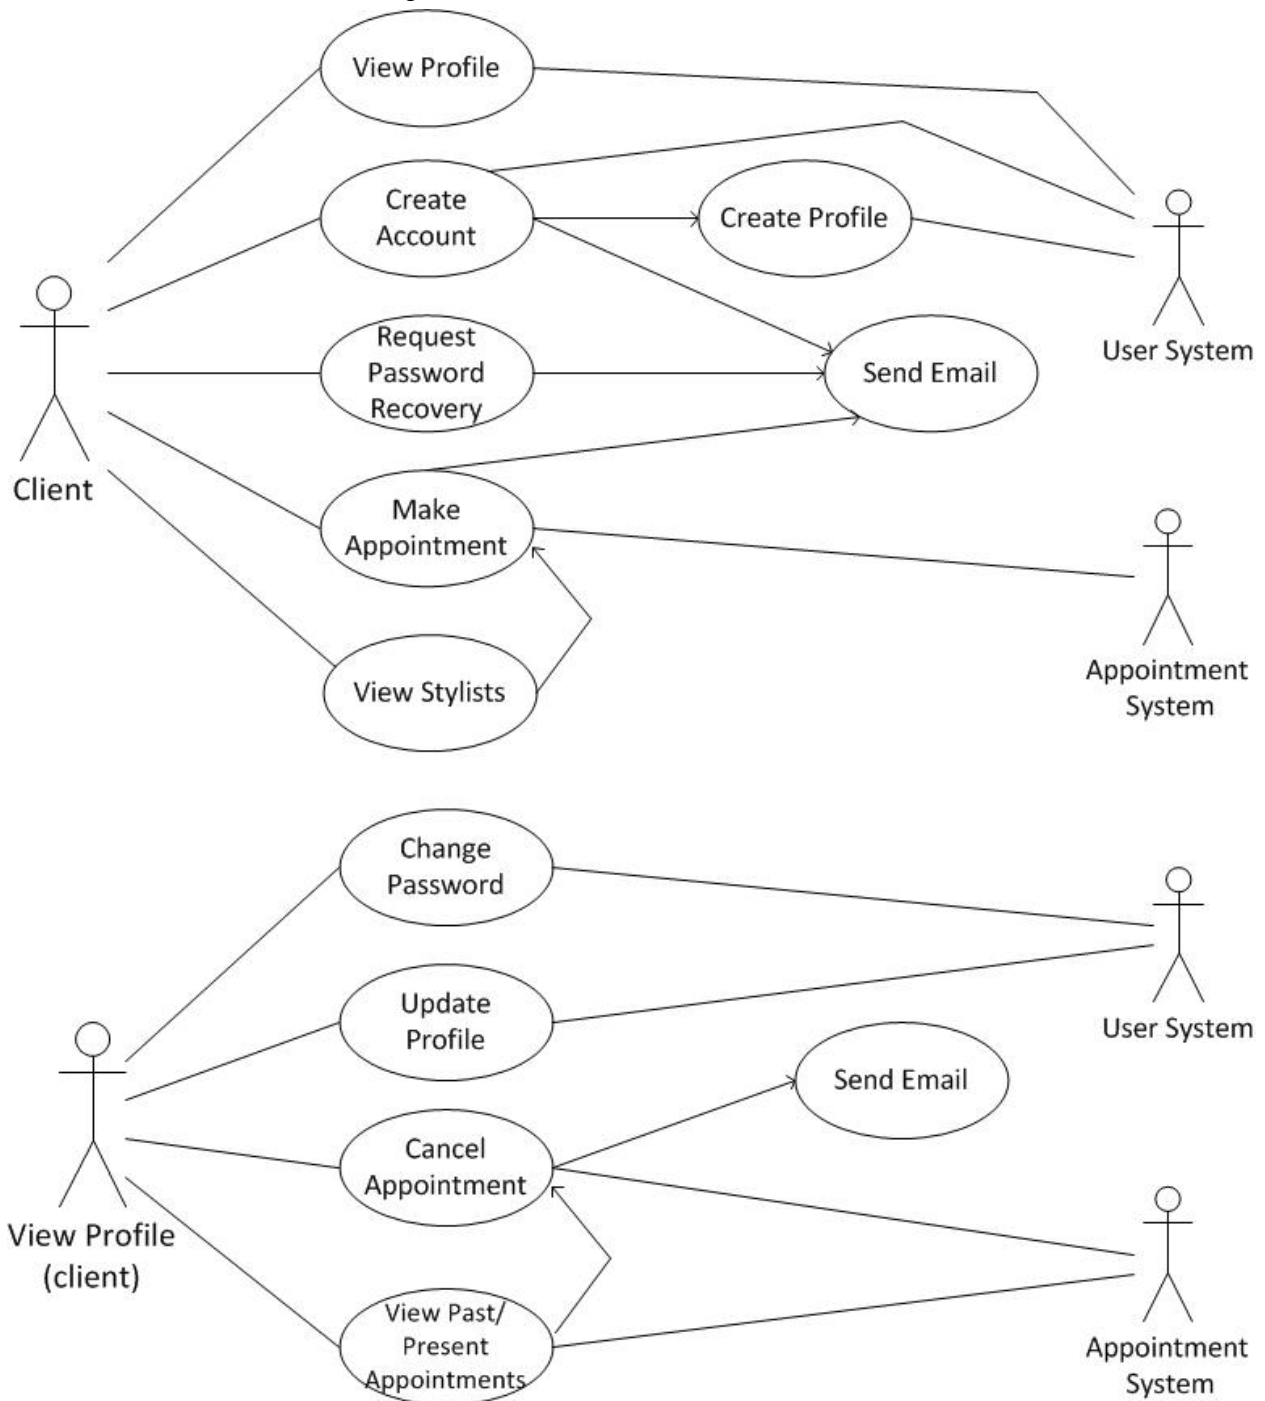 View Profile
Create
Account
Create Profile
User System
Request
Password
Recovery
Send Email
Client
Make
Appointment
View Stylists
Appointment
System
Change
Password
Update
Profile
User System
Send Email
Cancel
Appointment
View Profile
(client)
View Past/
Present
Appointments
Appointment
System